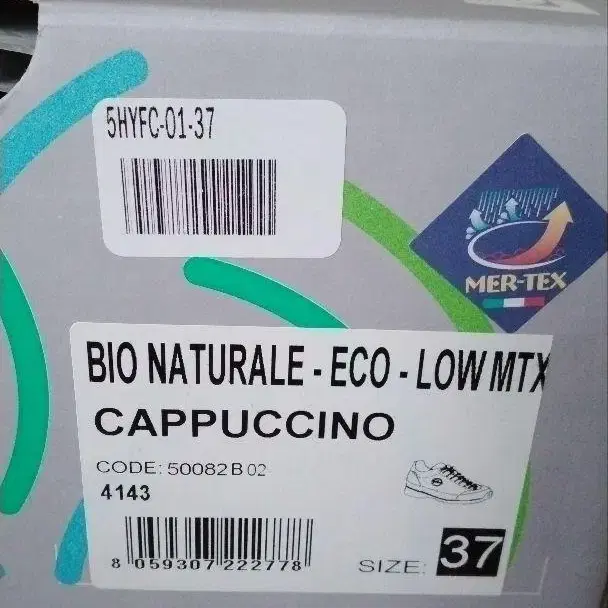 5HYFC-01-37
MER-TEX
BIO NATURALE - ECO - LOW MTX
CAPPUCCINO
CODE: 50082 B 02
4143
8 059307 222778
SIZE: 37